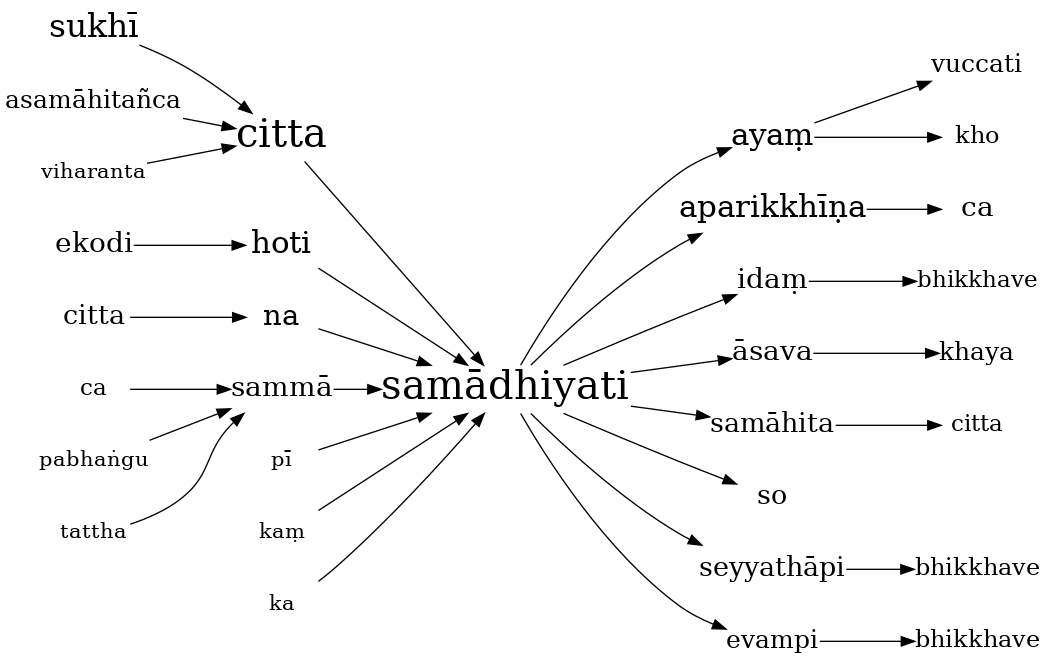 sukhī
asamāhitañca
viharanta
citta
ekodi
hoti
citta
na
ca
sammā
pabhaṅgu
pī
tattha
kaṃ
ka
samādhiyati
ayaṃ
vuccati
kho
aparikkhīṇa
ca
idaṃ
bhikkhave
āsava
khaya
samāhita
citta
so
seyyathāpi
bhikkhave
evampi
bhikkhave